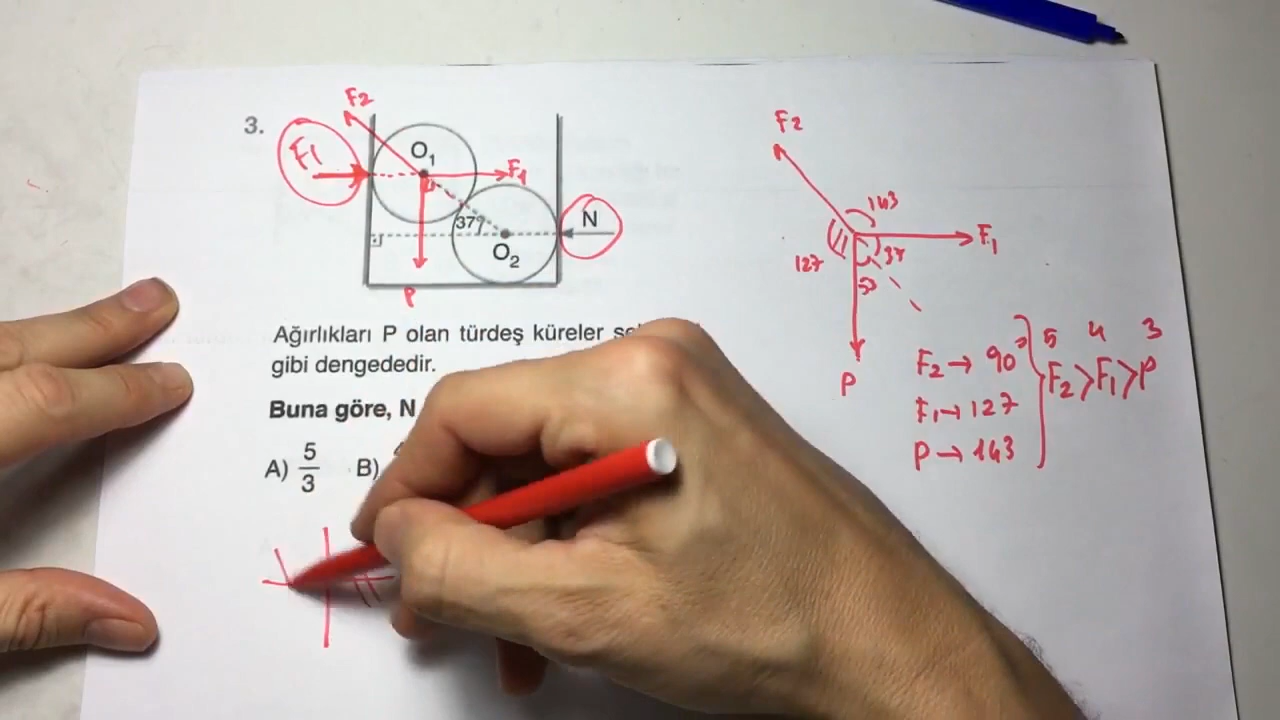 3.
F2
F1
O1
F1
37°
N
O2
P
Ağırlıkları P olan türdeş küreler
gibi dengededir.
Buna göre, N
A) 5/3 B)
F2
143
F1
37
127
53
P
F2 → 90°
F1 → 127
P → 143
5 4 3
F2 > F1 > P